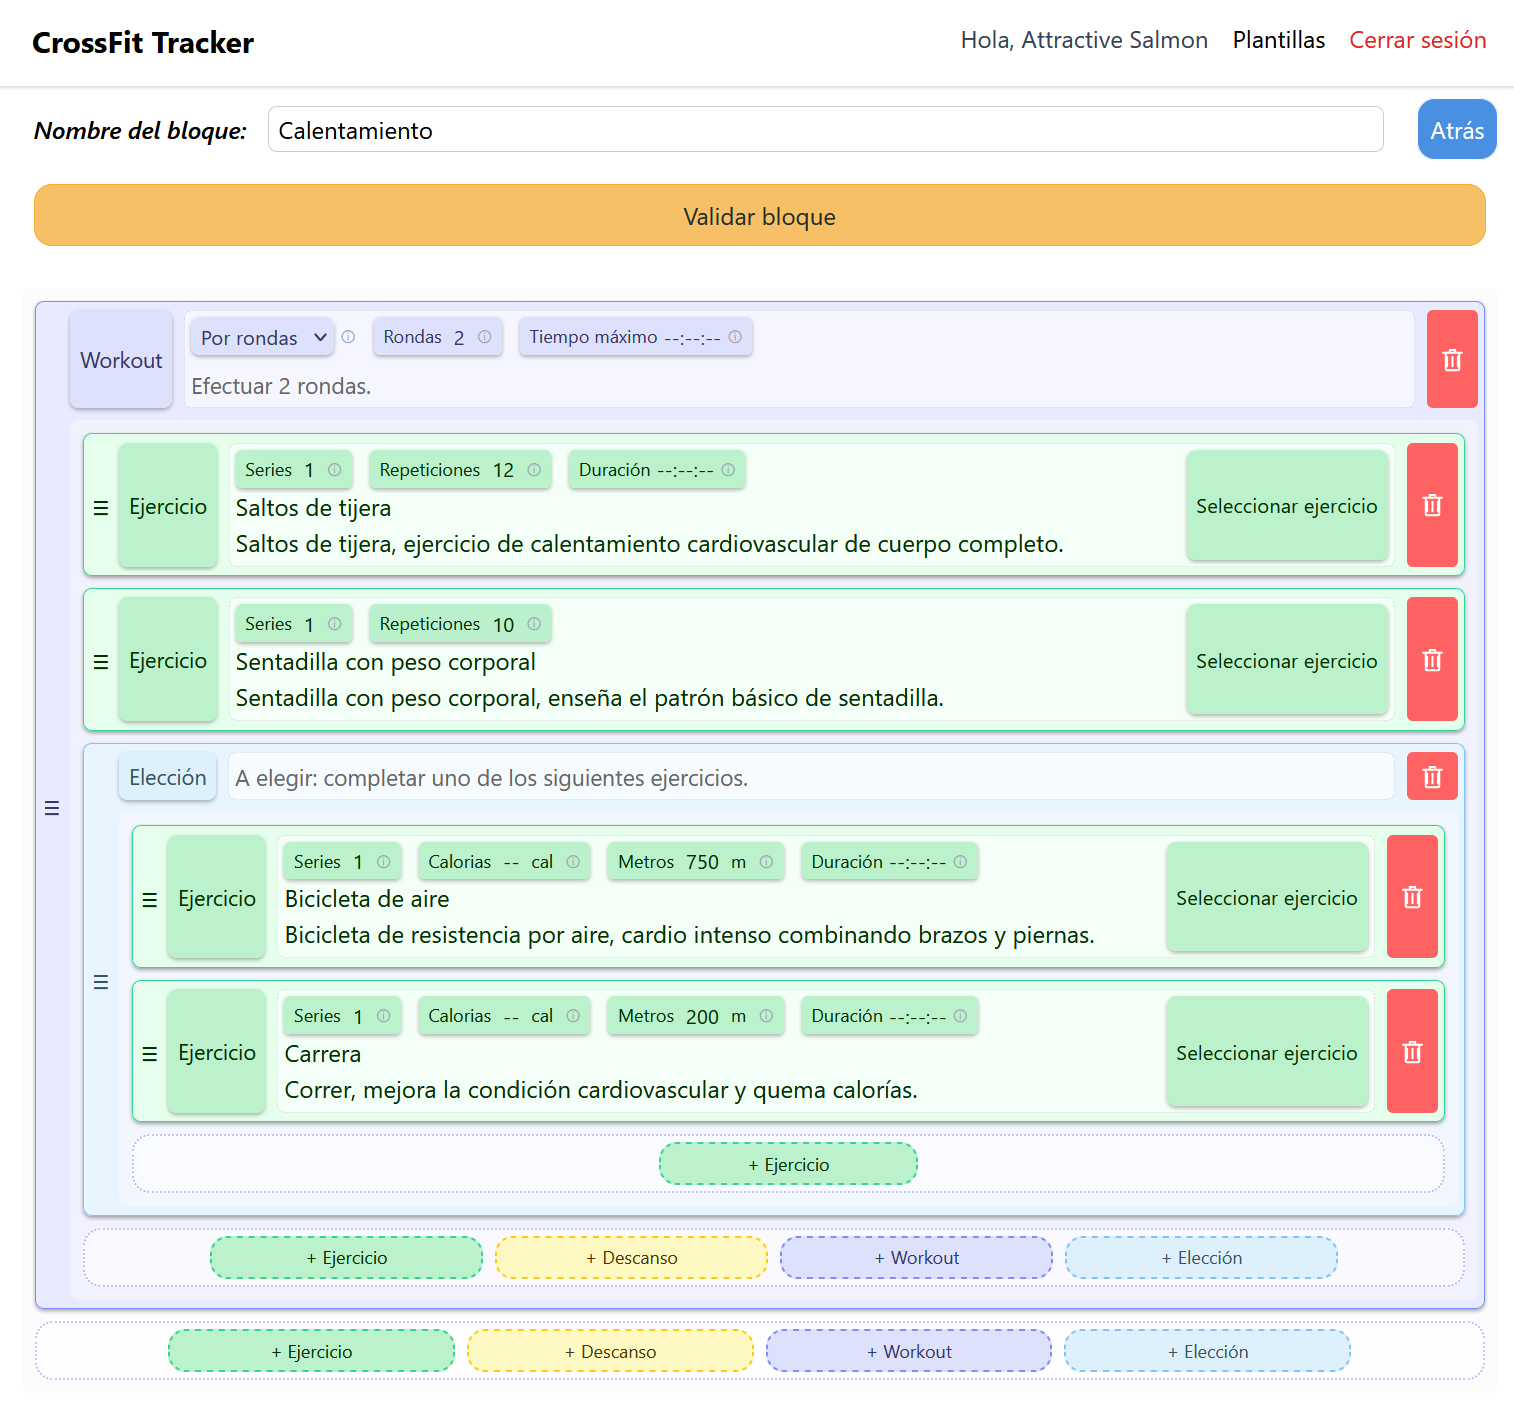 CrossFit Tracker
Hola, Attractive Salmon Plantillas Cerrar sesión
Nombre del bloque: Calentamiento Atrás
Validar bloque
Workout
Por rondas Rondas 2 Tiempo máximo --:--:--
Efectuar 2 rondas.
Ejercicio
Series 1 Repeticiones 12 Duración --:--:--
Saltos de tijera
Saltos de tijera, ejercicio de calentamiento cardiovascular de cuerpo completo.
Seleccionar ejercicio
Ejercicio
Series 1 Repeticiones 10
Sentadilla con peso corporal
Sentadilla con peso corporal, enseña el patrón básico de sentadilla.
Seleccionar ejercicio
Elección
A elegir: completar uno de los siguientes ejercicios.
Ejercicio
Series 1 Calorias -- cal Metros 750 m Duración --:--:--
Bicicleta de aire
Bicicleta de resistencia por aire, cardio intenso combinando brazos y piernas.
Seleccionar ejercicio
Ejercicio
Series 1 Calorias -- cal Metros 200 m Duración --:--:--
Carrera
Correr, mejora la condición cardiovascular y quema calorías.
Seleccionar ejercicio
+ Ejercicio
+ Ejercicio + Descanso + Workout + Elección
+ Ejercicio + Descanso + Workout + Elección